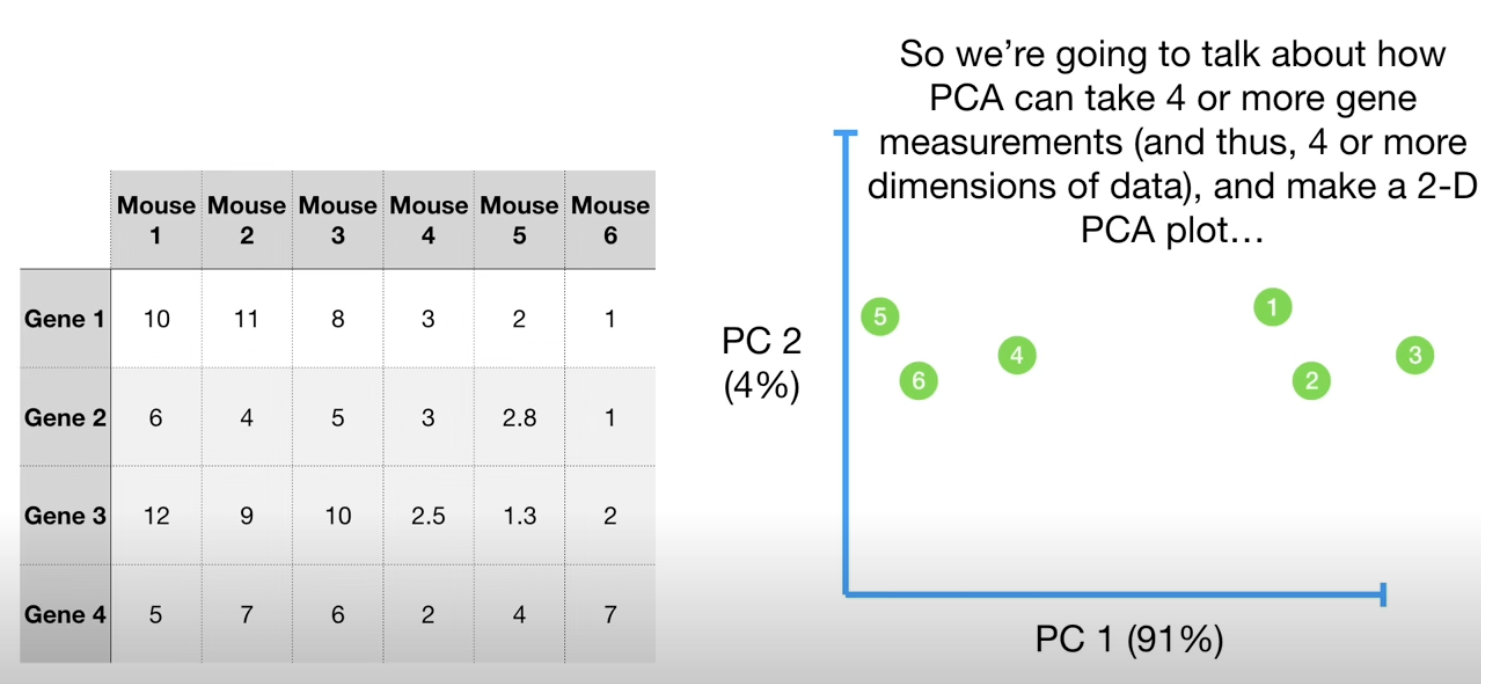 So we're going to talk about how
PCA can take 4 or more gene
measurements (and thus, 4 or more
dimensions of data), and make a 2-D
PCA plot…
Mouse Mouse Mouse Mouse Mouse Mouse
1 2 3 4 5 6
Gene 1 10 11 8 3 2 1
Gene 2 6 4 5 3 2.8 1
Gene 3 12 9 10 2.5 1.3 2
Gene 4 5 7 6 2 4 7
PC 2
(4%)
5
6
4
1
2
3
PC 1 (91%)